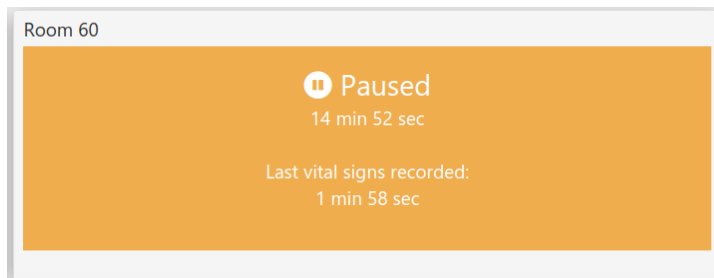 Room 60
Paused
14 min 52 sec
Last vital signs recorded:
1 min 58 sec